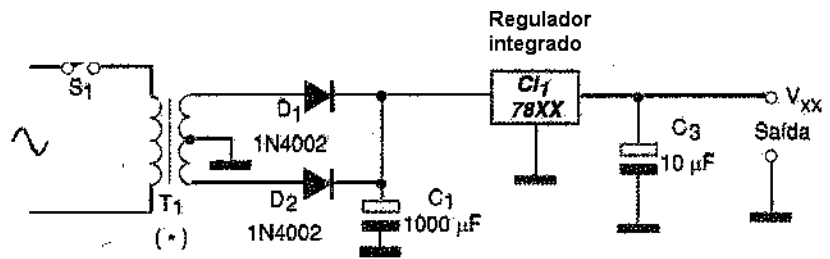 Regulador
integrado
S1
CI1
78XX
D1
1N4002
VXX
C3
Saída
10 µF
D2
C1
T1
1N4002
1000 µF
(*)